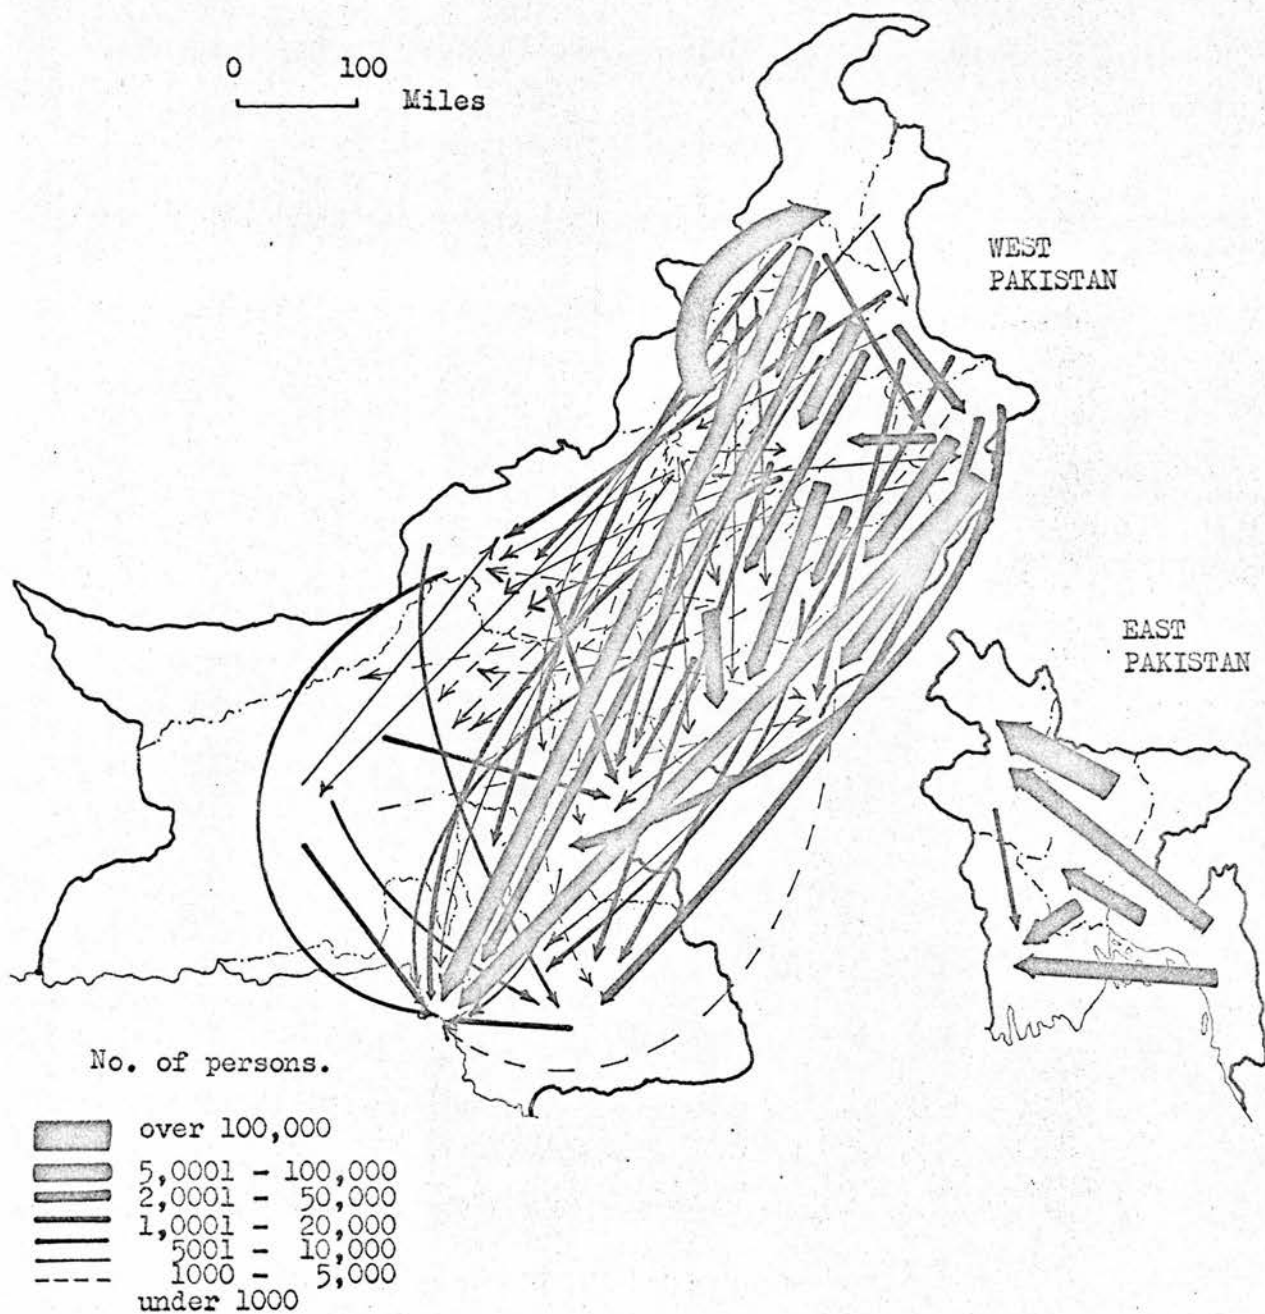 0 100
Miles
WEST
PAKISTAN
EAST
PAKISTAN
No. of persons.
over 100,000
5,0001 - 100,000
2,0001 - 50,000
1,0001 - 20,000
5001 - 10,000
1000 - 5,000
under 1000